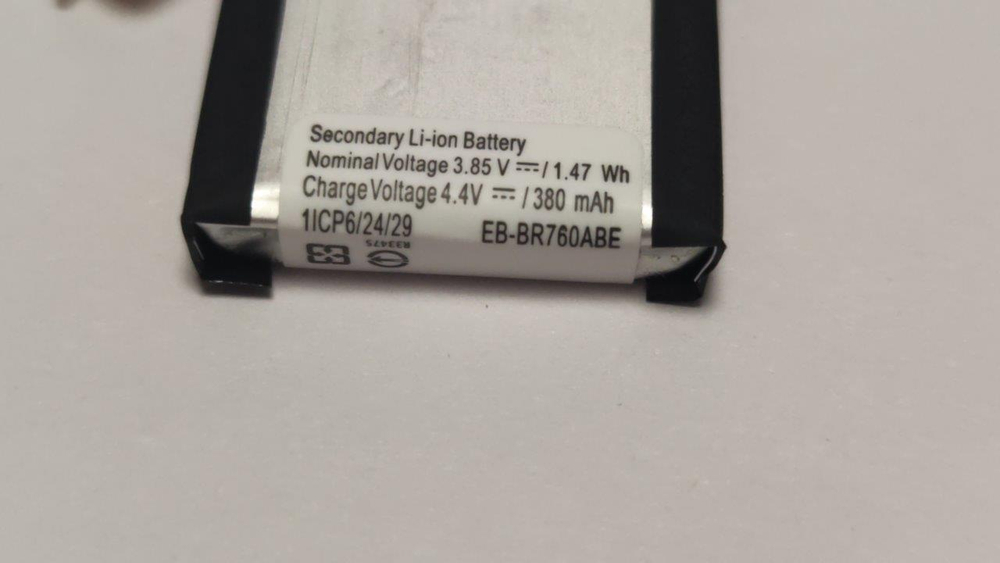 Secondary Li-ion Battery
Nominal Voltage 3.85 V ⎓ / 1.47 Wh
Charge Voltage 4.4V ⎓ / 380 mAh
1ICP6/24/29
EB-BR760ABE
R33475